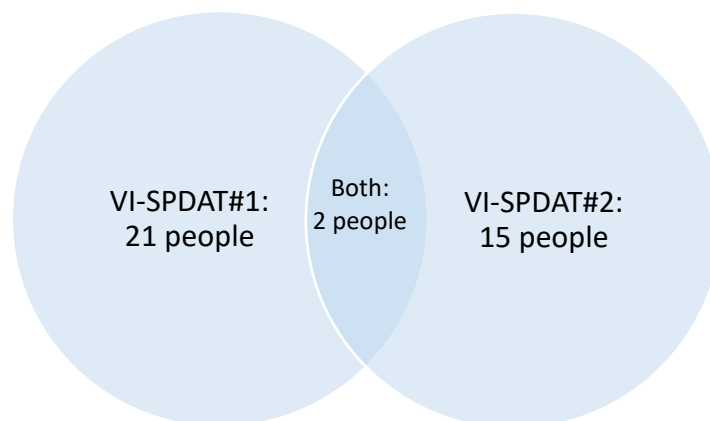 VI-SPDAT#1:
21 people
Both:
2 people
VI-SPDAT#2:
15 people